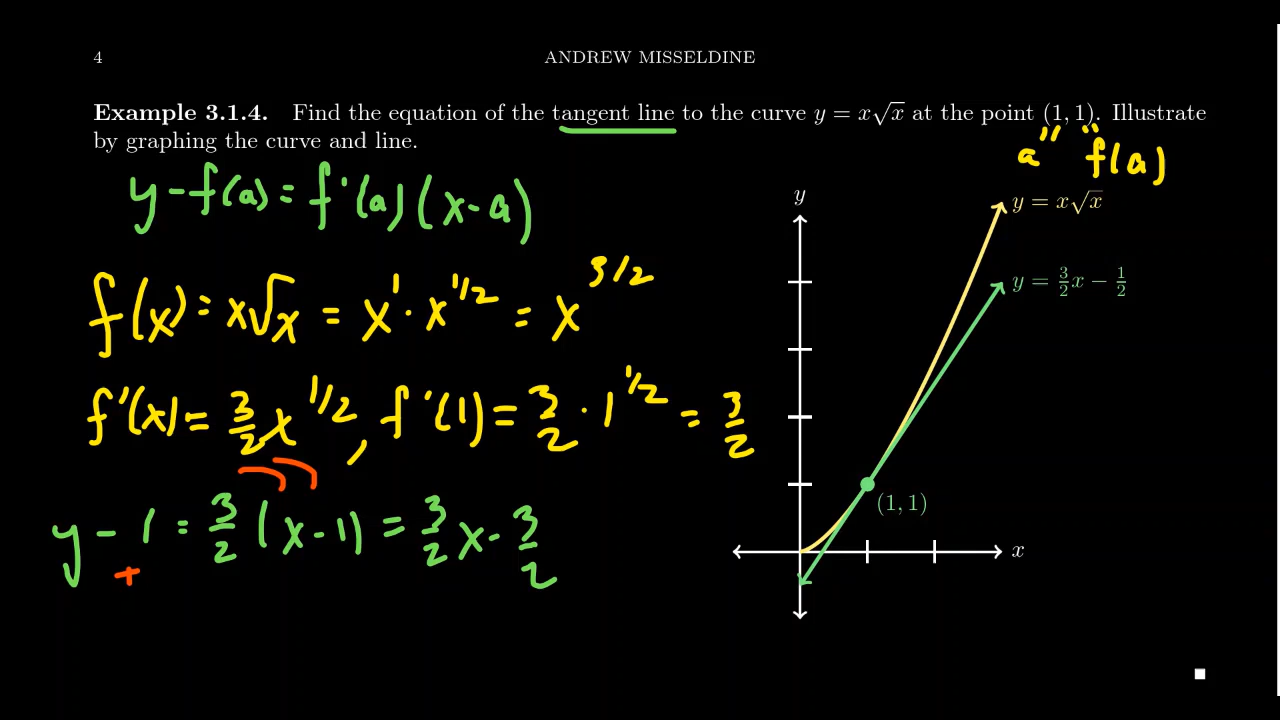 4 ANDREW MISSELDINE
Example 3.1.4. Find the equation of the tangent line to the curve y = x√x at the point (1, 1). Illustrate
by graphing the curve and line.
a" "f(a)
y - f(a) = f'(a)(x - a)
y
y = x√x
f(x) = x√x = x^1 · x^1/2 = x^3/2
y = 3/2 x − 1/2
f'(x) = 3/2 x^1/2, f'(1) = 3/2 · 1^1/2 = 3/2
(1, 1)
y - 1 = 3/2 (x - 1) = 3/2 x - 3/2
x
+